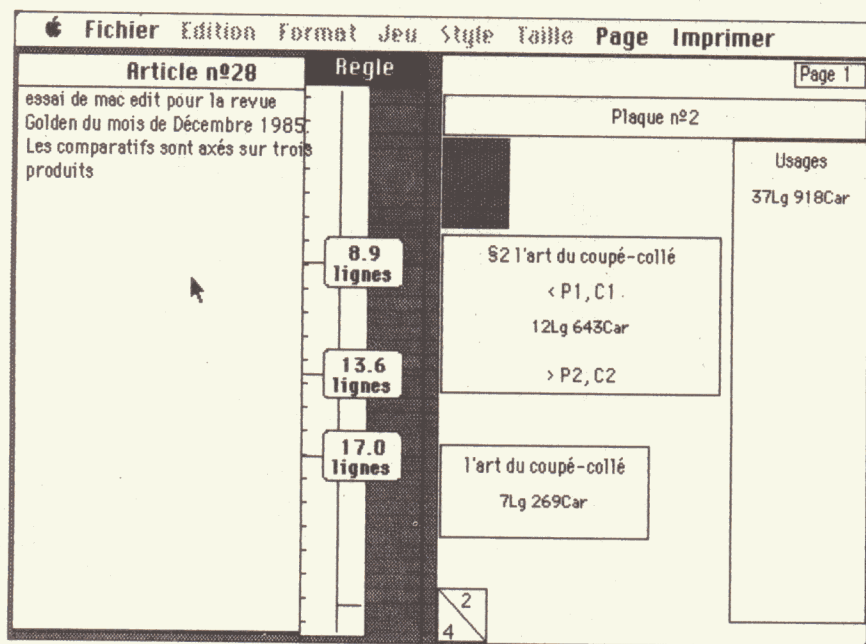 Fichier Edition Format Jeu Style Taille Page Imprimer
Article nº28
essai de mac edit pour la revue
Golden du mois de Décembre 1985.
Les comparatifs sont axés sur trois
produits
Regle
8.9
lignes
13.6
lignes
17.0
lignes
Page 1
Plaque nº2
§2 l'art du coupé-collé
< P1, C1
12Lg 643Car
> P2, C2
l'art du coupé-collé
7Lg 269Car
2
4
Usages
37Lg 918Car